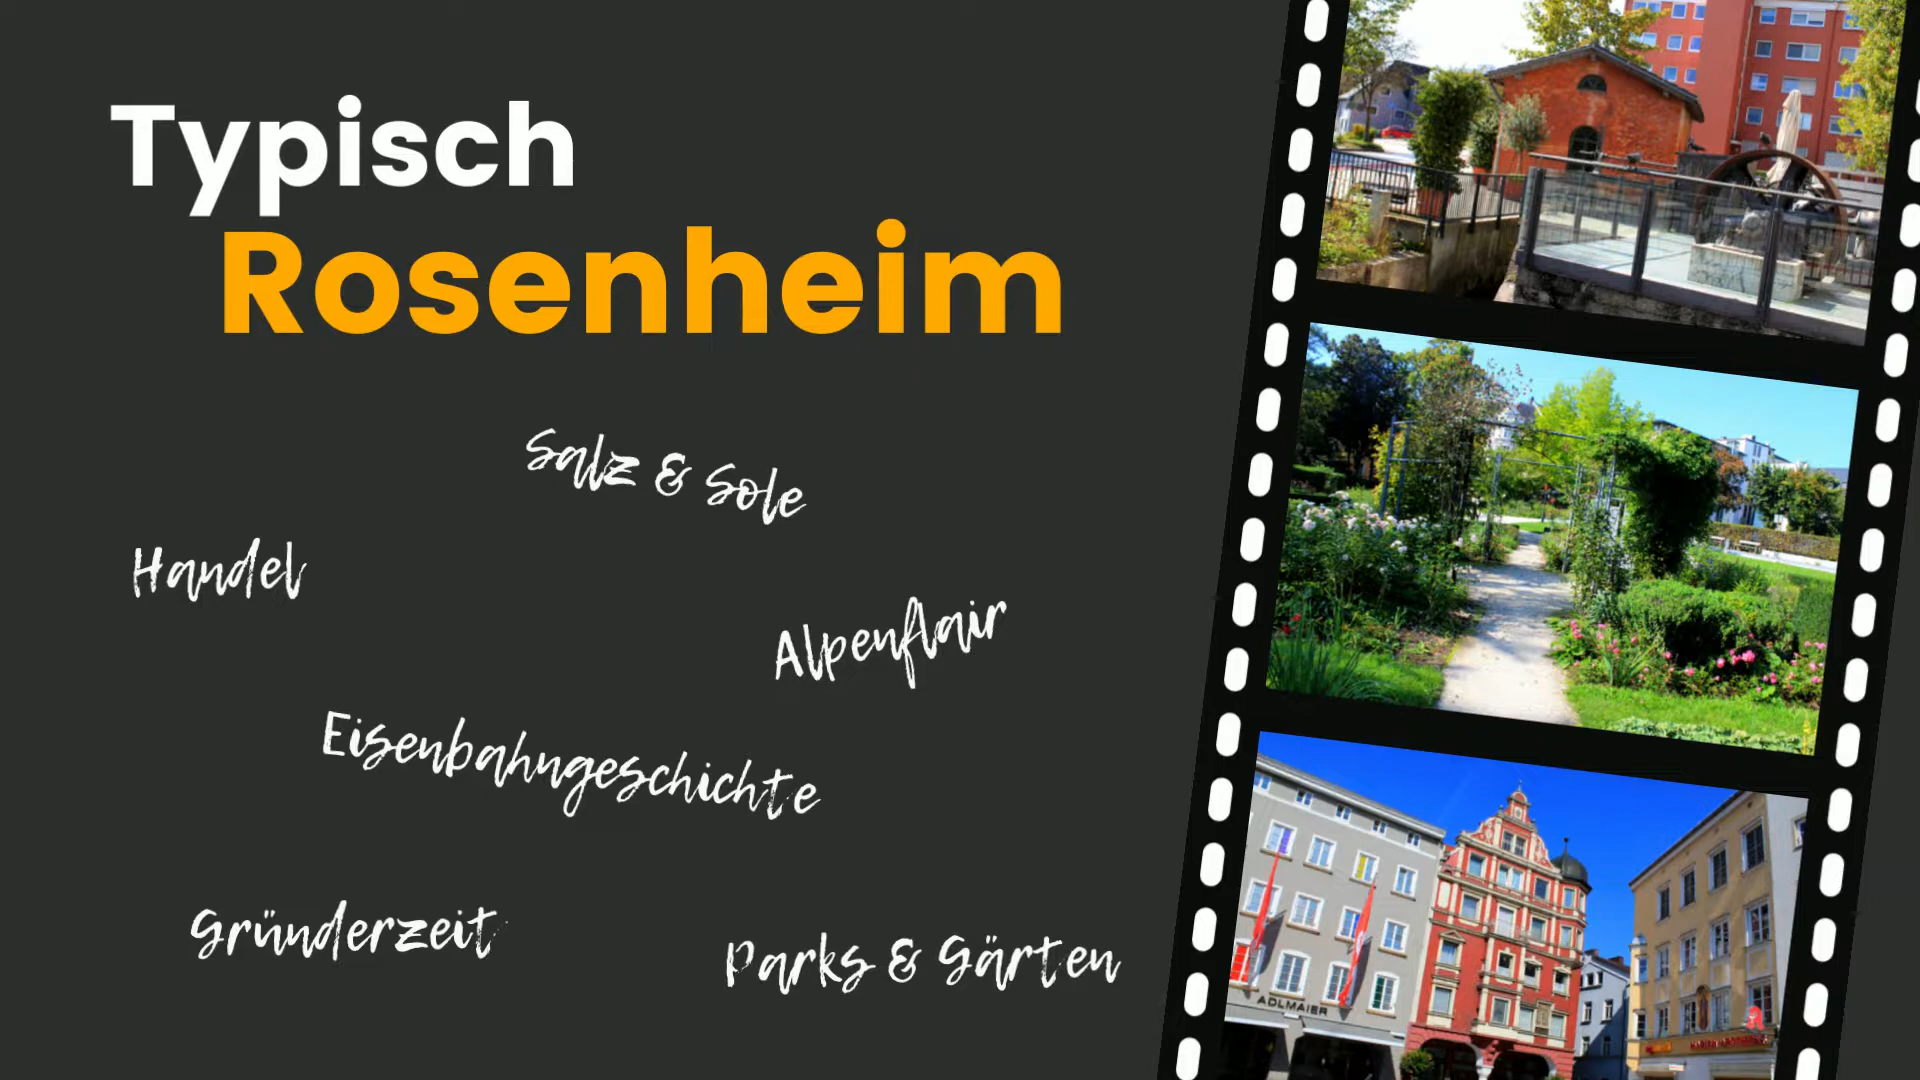 Typisch
Rosenheim
Salz & Sole
Handel
Alpenflair
Eisenbahngeschichte
Gründerzeit
Parks & Gärten
ADLMAIER